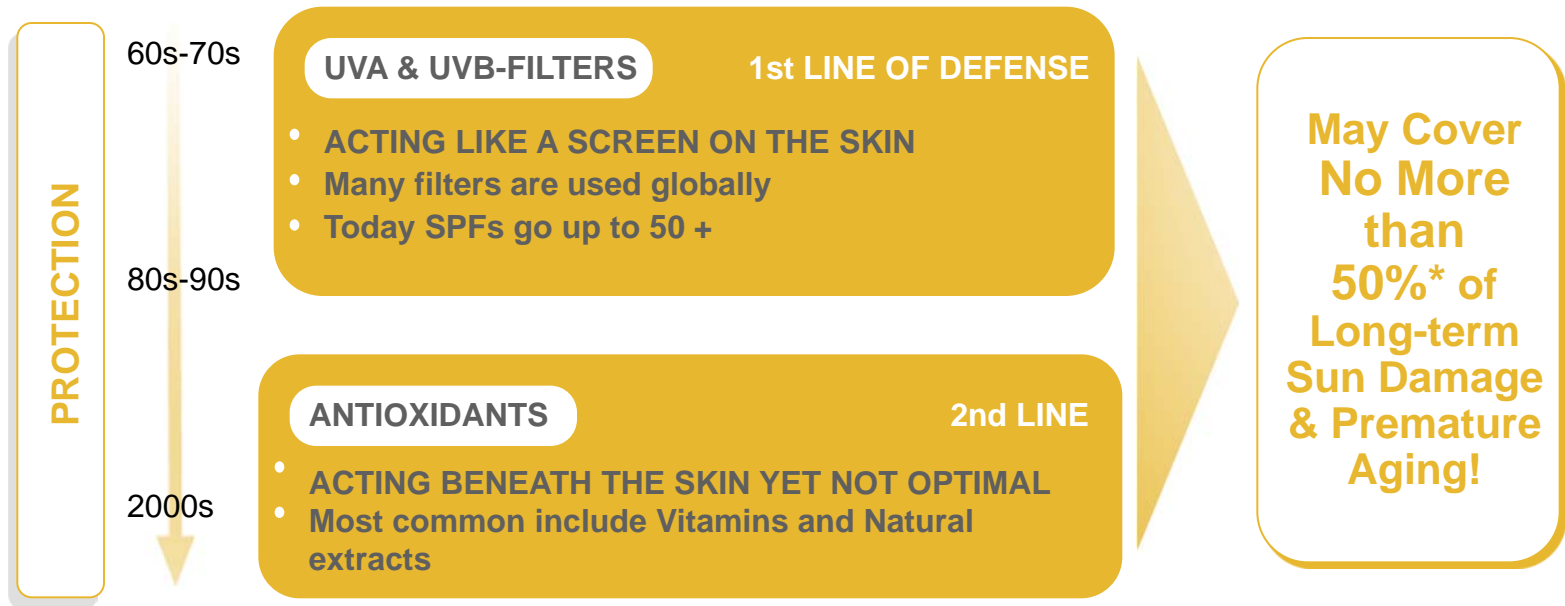 PROTECTION
60s-70s
80s-90s
2000s
UVA & UVB-FILTERS
1st LINE OF DEFENSE
• ACTING LIKE A SCREEN ON THE SKIN
• Many filters are used globally
• Today SPFs go up to 50 +
ANTIOXIDANTS
2nd LINE
• ACTING BENEATH THE SKIN YET NOT OPTIMAL
• Most common include Vitamins and Natural
extracts
May Cover
No More
than
50%* of
Long-term
Sun Damage
& Premature
Aging!